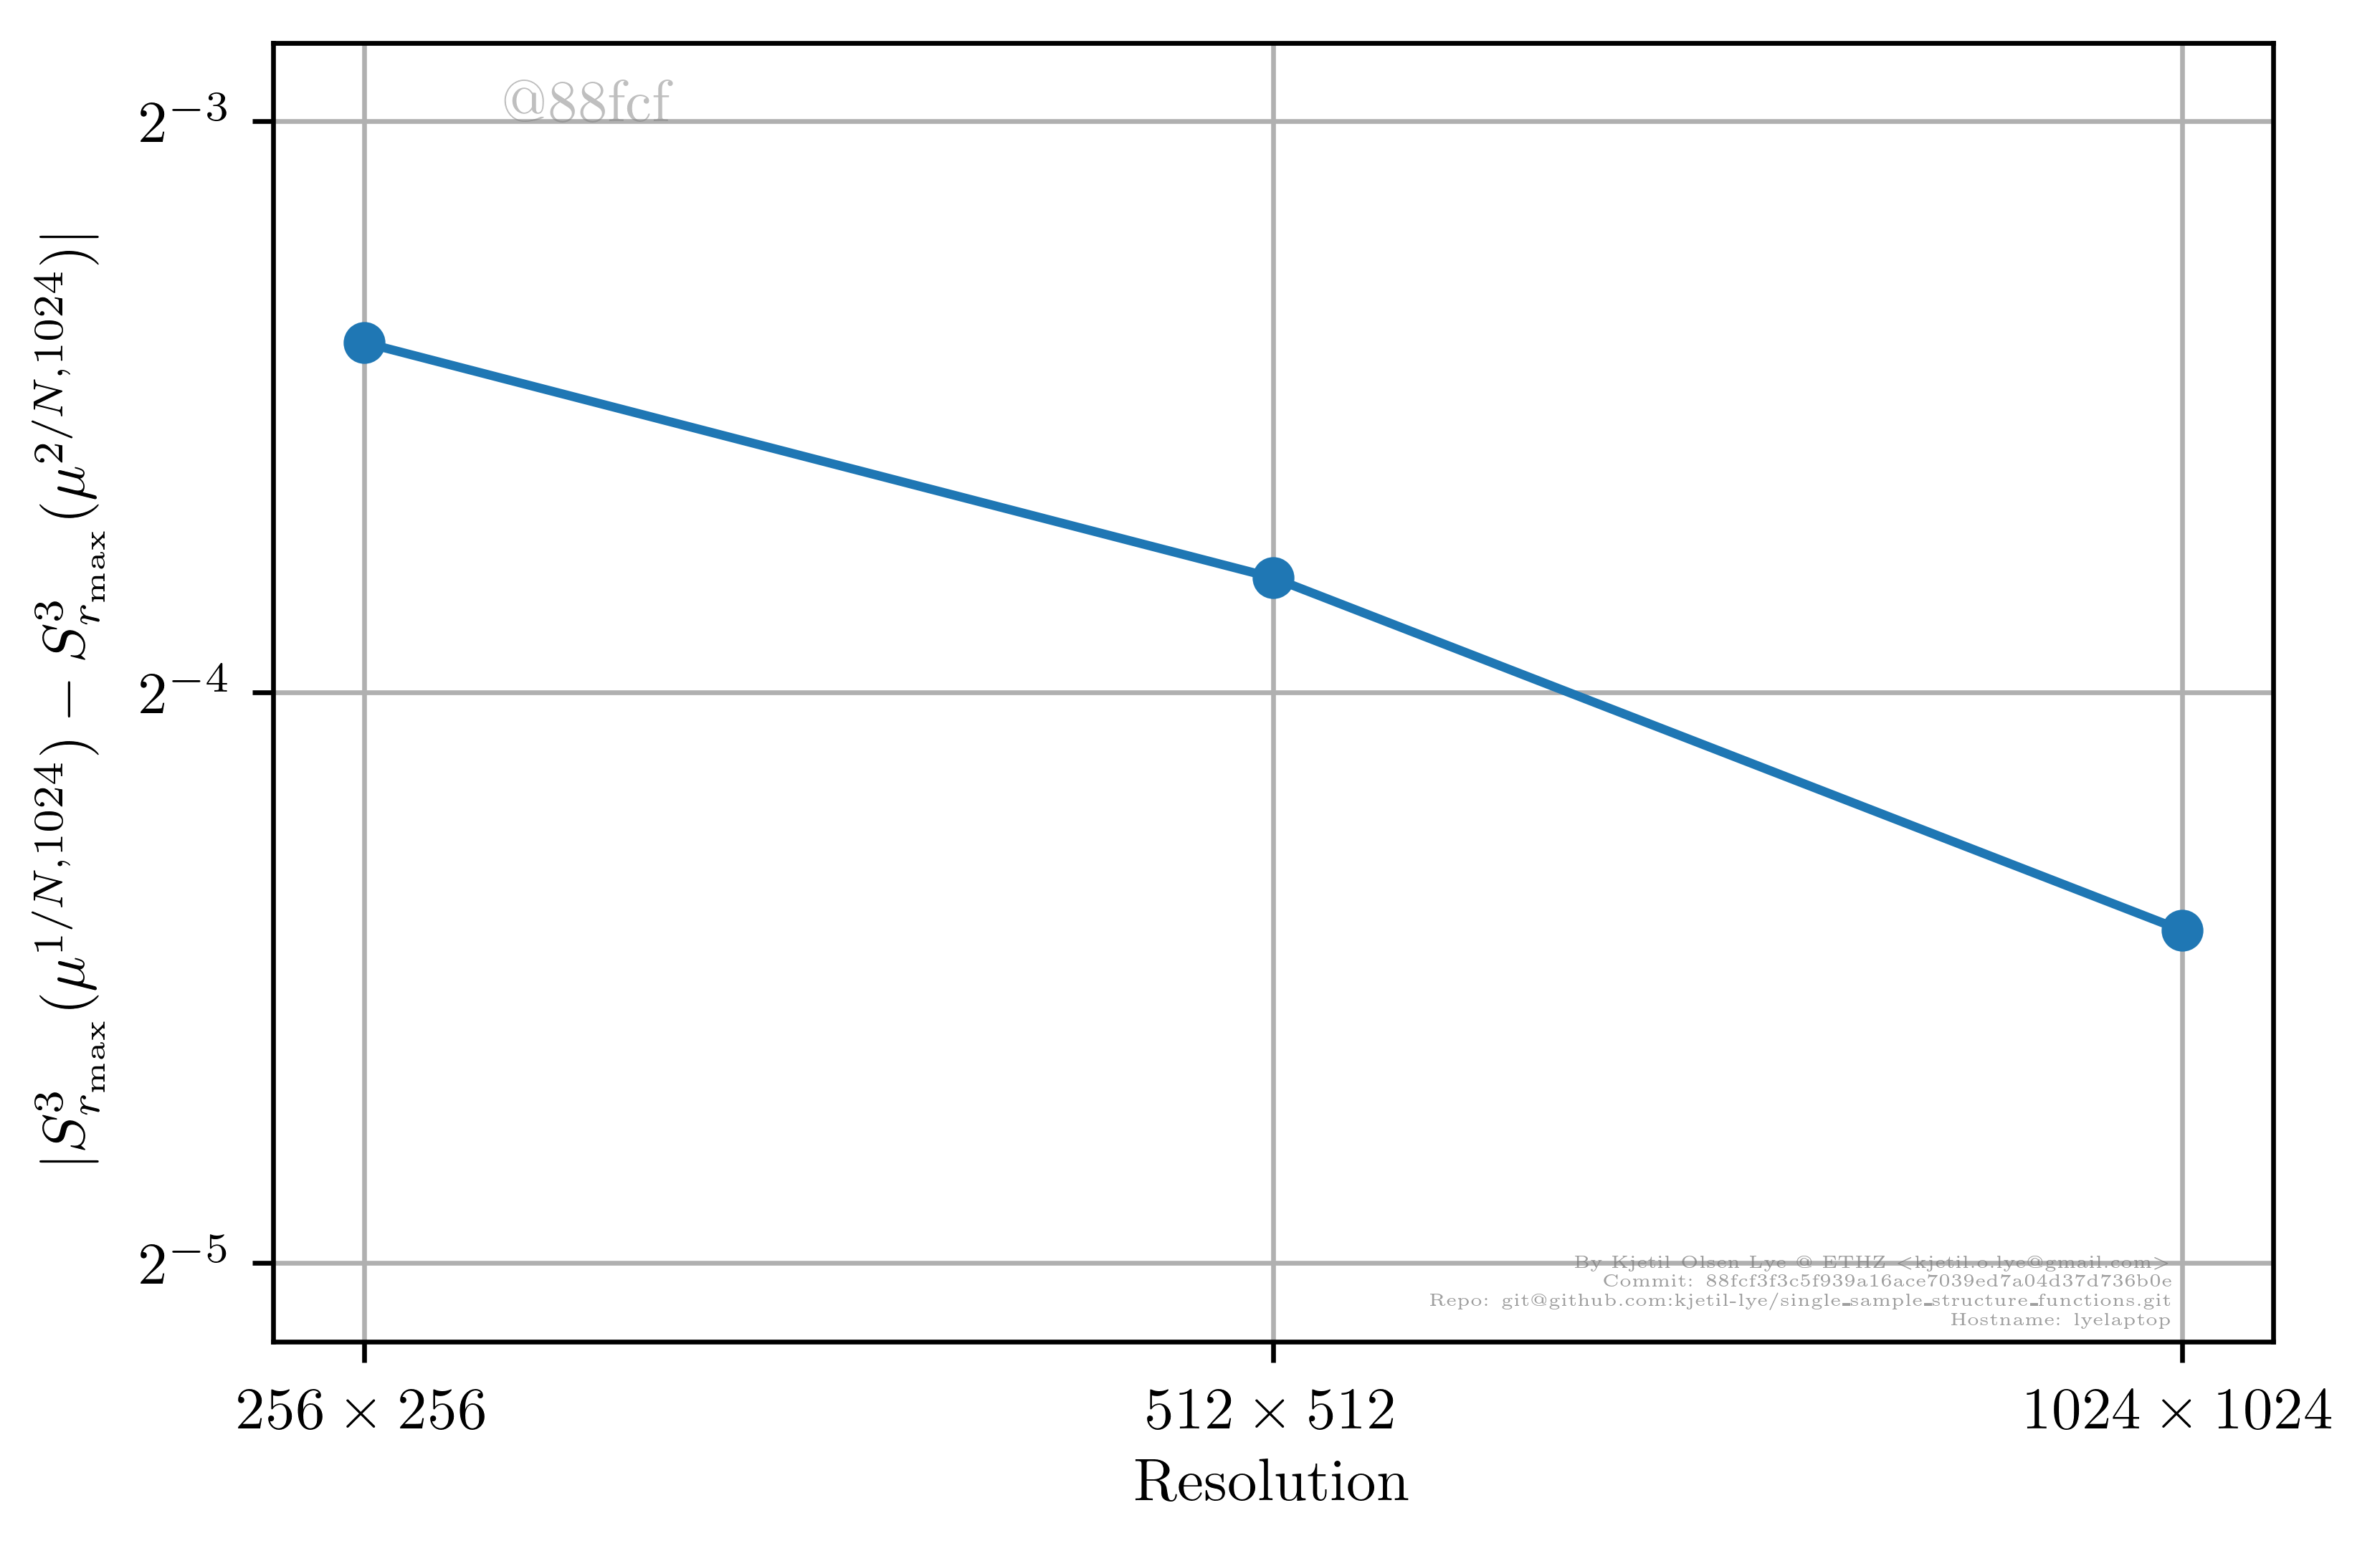 @88fcf
2⁻³
2⁻⁴
2⁻⁵
|S³_{r_max}(μ^{1/N,1024}) − S³_{r_max}(μ^{2/N,1024})|
By Kjetil Olsen Lye @ ETHZ <kjetil.o.lye@gmail.com>
Commit: 88fcf3f3c5f939a16ace7039ed7a04d37d736b0e
Repo: git@github.com:kjetil-lye/single_sample_structure_functions.git
Hostname: lyelaptop
256 × 256
512 × 512
1024 × 1024
Resolution